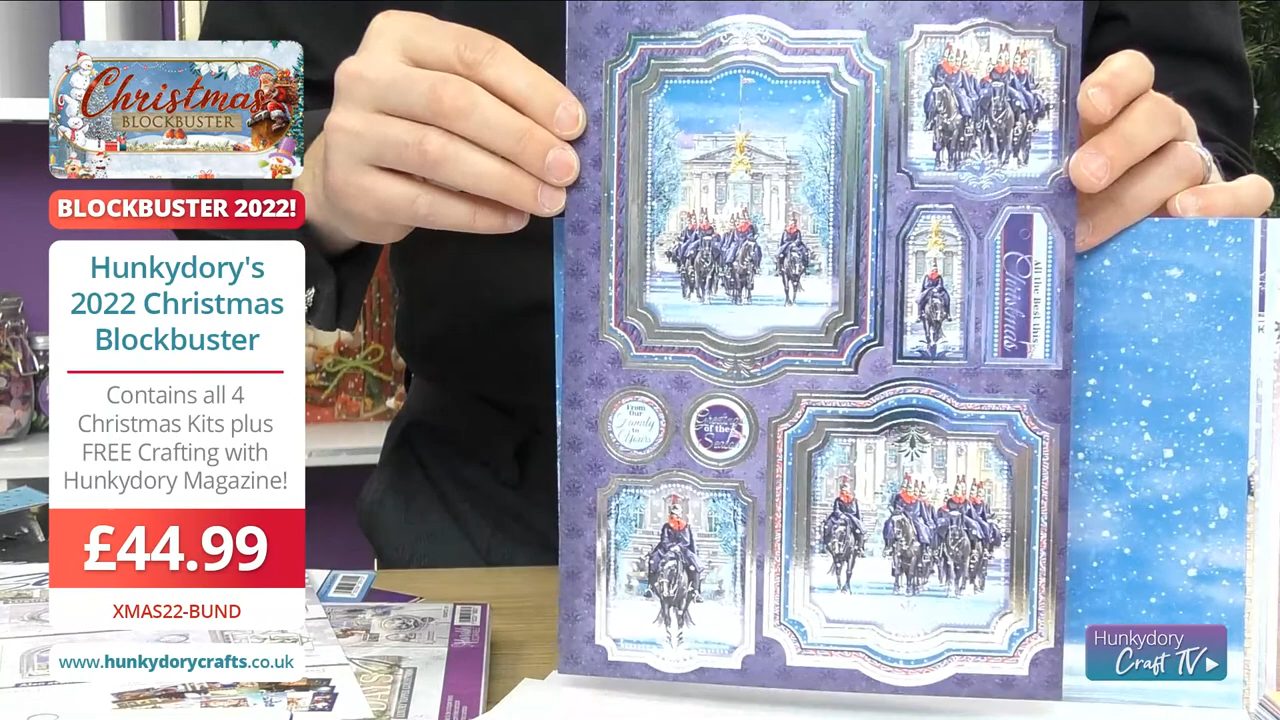 Christmas
BLOCKBUSTER
BLOCKBUSTER 2022!
Hunkydory's
2022 Christmas
Blockbuster
Contains all 4
Christmas Kits plus
FREE Crafting with
Hunkydory Magazine!
£44.99
XMAS22-BUND
www.hunkydorycrafts.co.uk
All the Best this
Christmas
From
Our
Family
to
Yours
Greetings
of the
Season
Hunkydory
Craft TV